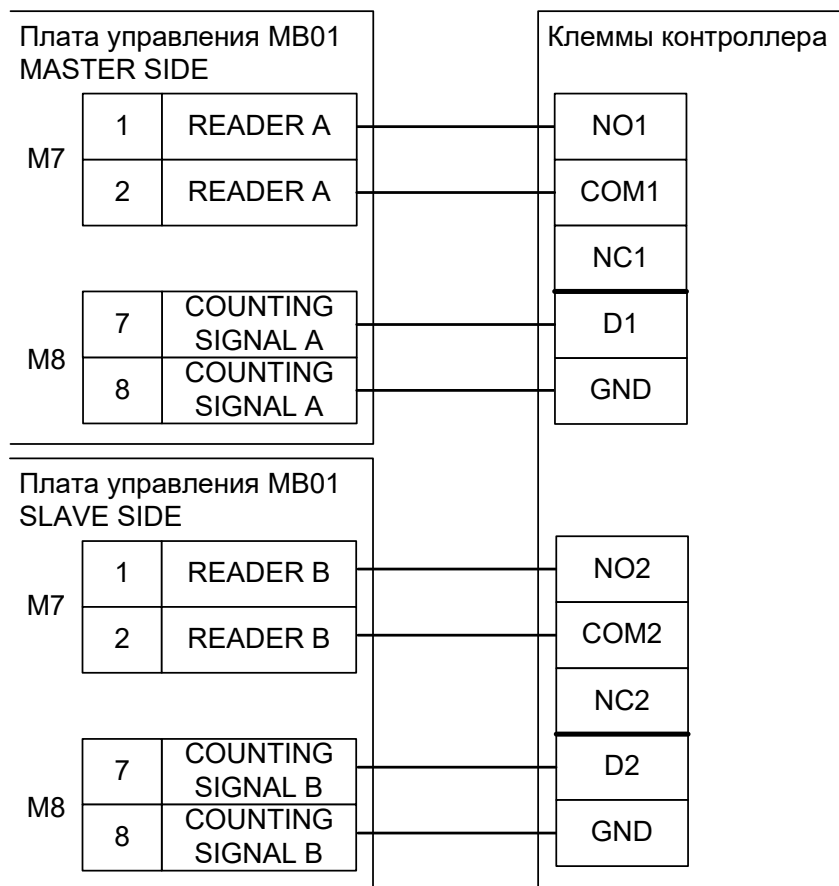 Плата управления MB01
MASTER SIDE
Клеммы контроллера
M7
1
READER A
NO1
2
READER A
COM1
NC1
M8
7
COUNTING
SIGNAL A
D1
8
COUNTING
SIGNAL A
GND
Плата управления MB01
SLAVE SIDE
M7
1
READER B
NO2
2
READER B
COM2
NC2
M8
7
COUNTING
SIGNAL B
D2
8
COUNTING
SIGNAL B
GND